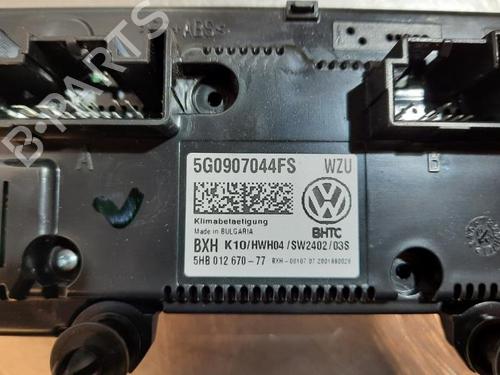 >ABS<
B-PARTS
A
B
5G0907044FS WZU
Klimabetaetigung
Made in BULGARIA
BHTC
BXH K10/HWH04/SW2402/03S
5HB 012 670-77